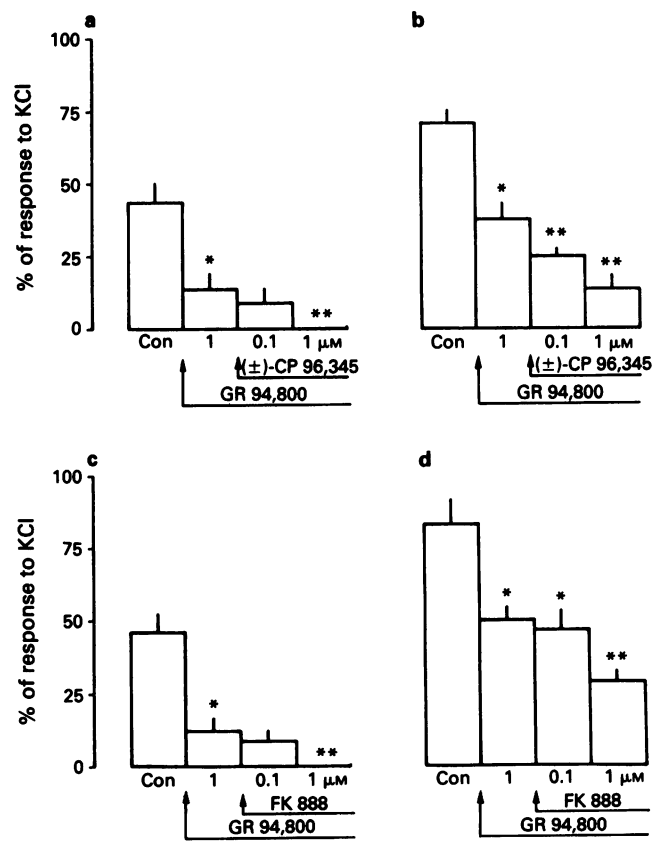 a
b
% of response to KCl
100
75
50
25
0
*
**
*
**
**
Con 1 0.1 1 μM
Con 1 0.1 1 μM
(±)-CP 96,345
(±)-CP 96,345
GR 94,800
GR 94,800
c
d
% of response to KCl
100
75
50
25
0
*
**
*
*
**
Con 1 0.1 1 μM
Con 1 0.1 1 μM
FK 888
FK 888
GR 94,800
GR 94,800